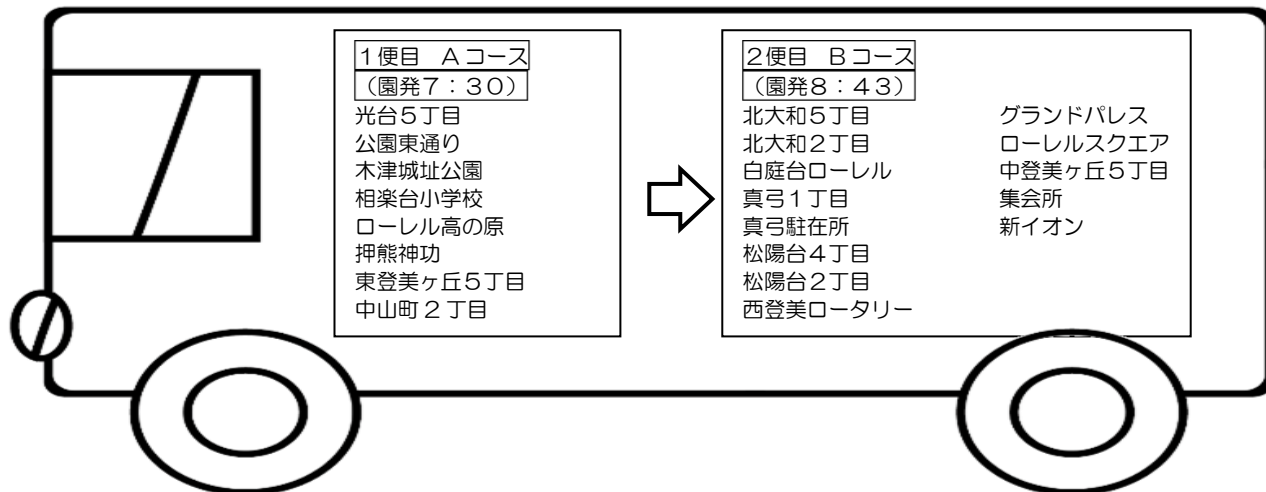 1便目　Aコース
（園発7：30）
光台5丁目
公園東通り
木津城址公園
相楽台小学校
ローレル高の原
押熊神功
東登美ヶ丘5丁目
中山町2丁目
2便目　Bコース
（園発8：43）
北大和5丁目
北大和2丁目
白庭台ローレル
真弓1丁目
真弓駐在所
松陽台4丁目
松陽台2丁目
西登美ロータリー
グランドパレス
ローレルスクエア
中登美ヶ丘5丁目
集会所
新イオン